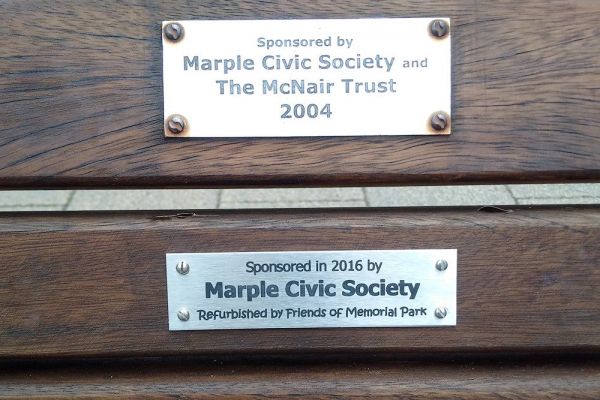 Sponsored by
Marple Civic Society and
The McNair Trust
2004
Sponsored in 2016 by
Marple Civic Society
Refurbished by Friends of Memorial Park